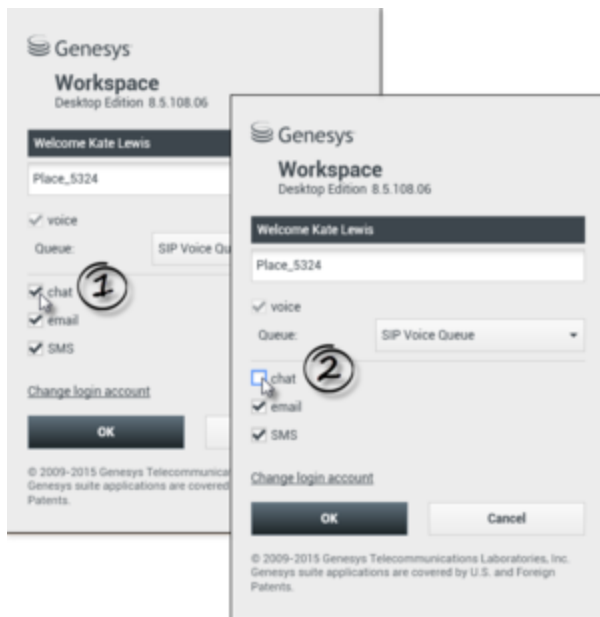 Genesys
Workspace
Desktop Edition 8.5.108.06
Welcome Kate Lewis
Place_5324
voice
Queue:
SIP Voice Qu
chat
1
email
SMS
Change login account
OK
© 2009-2015 Genesys Telecommunica
Genesys suite applications are covered
Patents.
Genesys
Workspace
Desktop Edition 8.5.108.06
Welcome Kate Lewis
Place_5324
voice
Queue:
SIP Voice Queue
chat
2
email
SMS
Change login account
OK
Cancel
© 2009-2015 Genesys Telecommunications Laboratories, Inc.
Genesys suite applications are covered by U.S. and Foreign
Patents.